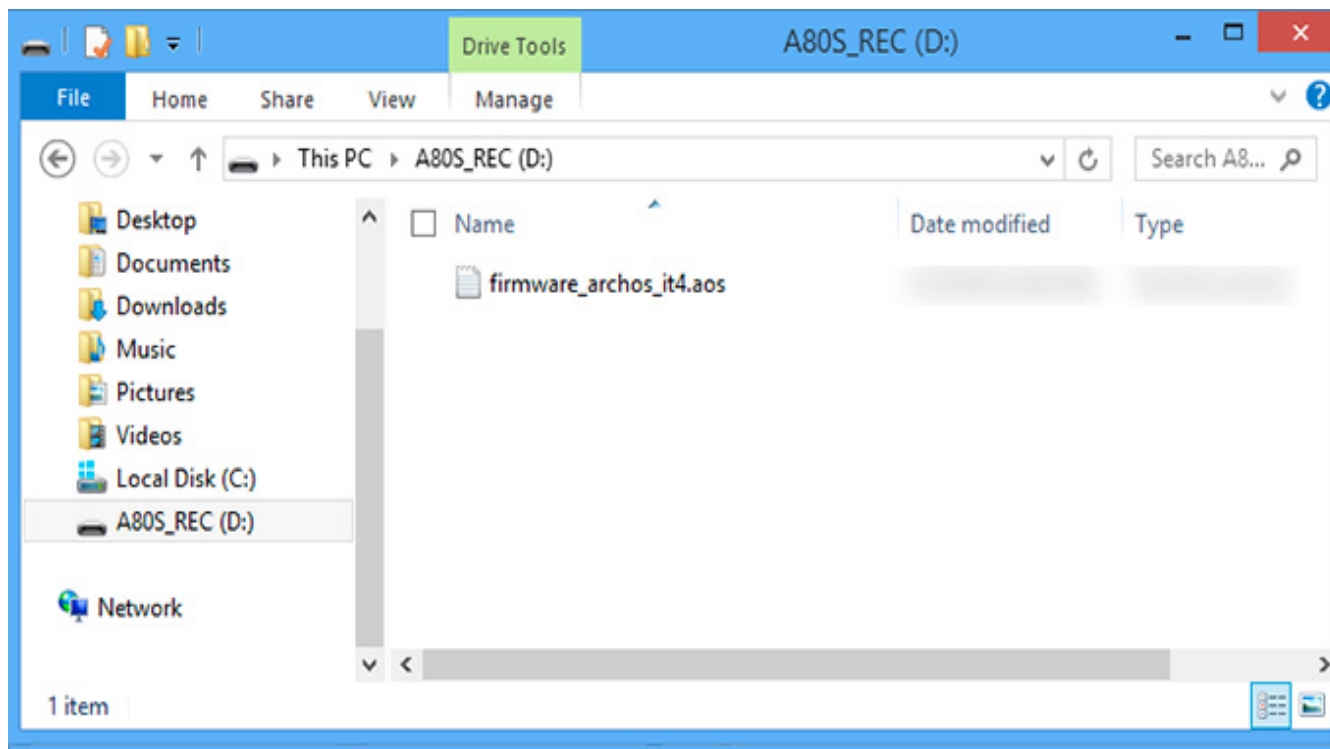 Drive Tools
A80S_REC (D:)
File Home Share View Manage
This PC A80S_REC (D:)
Search A8...
Desktop
Documents
Downloads
Music
Pictures
Videos
Local Disk (C:)
A80S_REC (D:)
Network
Name Date modified Type
firmware_archos_it4.aos
1 item